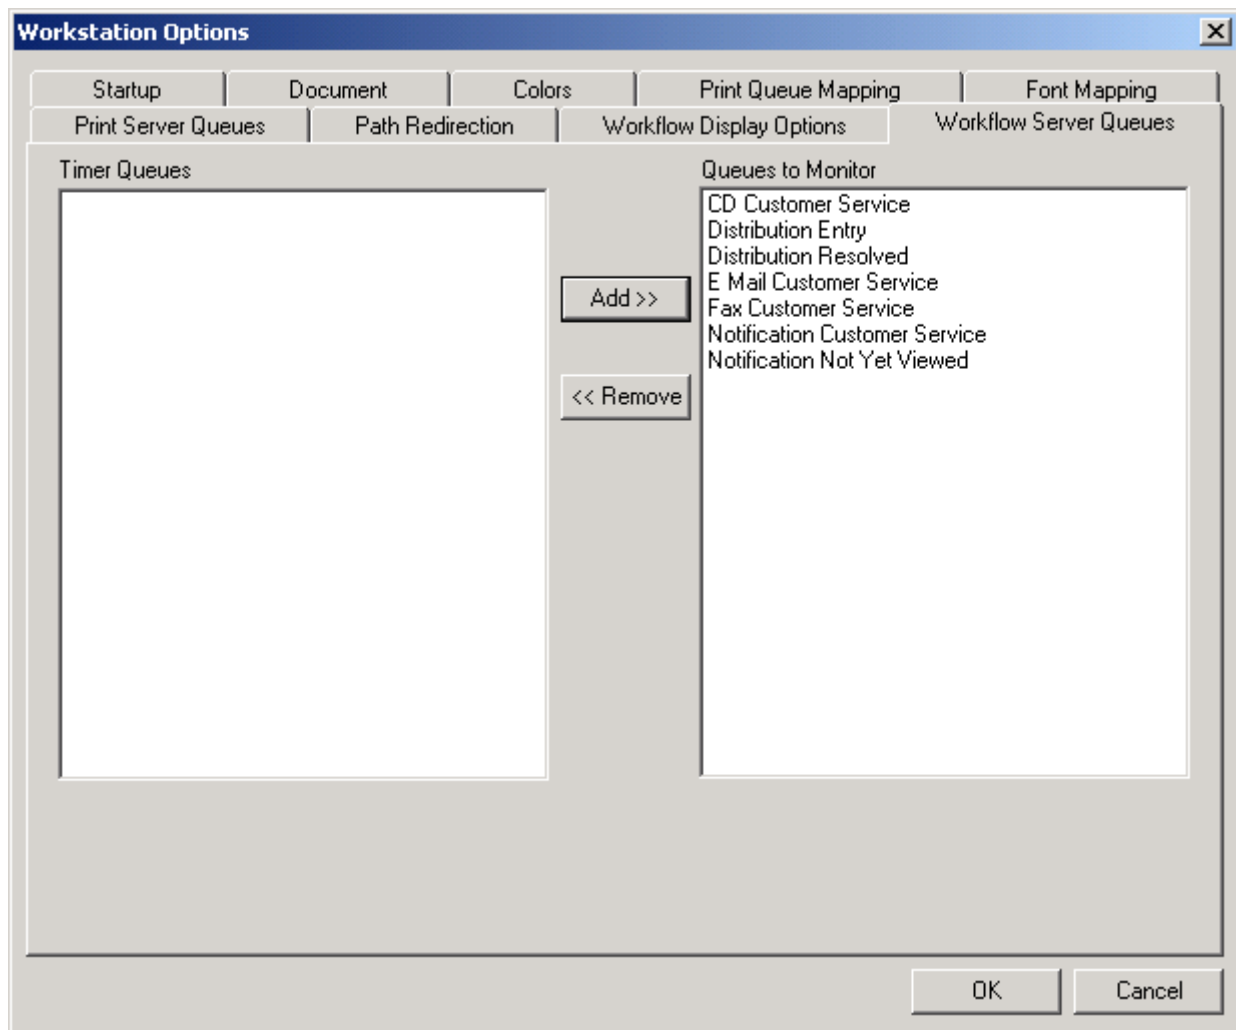 Workstation Options
Startup Document Colors Print Queue Mapping Font Mapping
Print Server Queues Path Redirection Workflow Display Options Workflow Server Queues
Timer Queues
Queues to Monitor
CD Customer Service
Distribution Entry
Distribution Resolved
E Mail Customer Service
Fax Customer Service
Notification Customer Service
Notification Not Yet Viewed
Add >>
<< Remove
OK Cancel